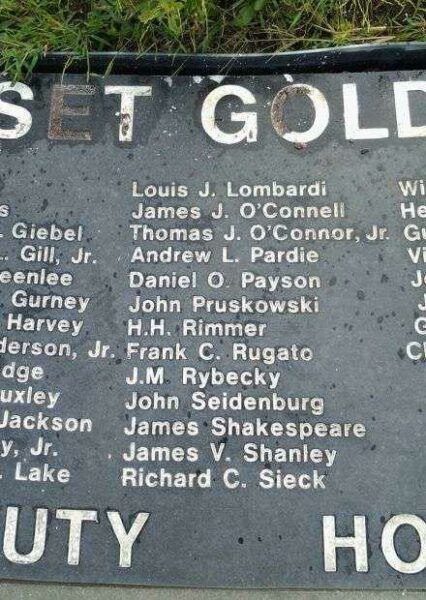 SET GOLD
Louis J. Lombardi Wi
s James J. O'Connell He
. Giebel Thomas J. O'Connor, Jr. Gu
. Gill, Jr. Andrew L. Pardie Vi
eenlee Daniel O. Payson Jo
Gurney John Pruskowski J
Harvey H.H. Rimmer G
derson, Jr. Frank C. Rugato Ch
dge J.M. Rybecky
uxley John Seidenburg
Jackson James Shakespeare
y, Jr. James V. Shanley
. Lake Richard C. Sieck
UTY HO